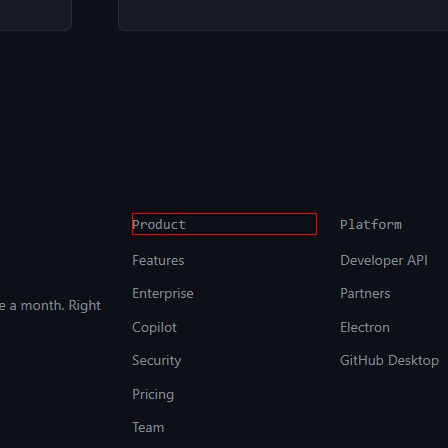 Product
Platform
Features
Developer API
Enterprise
Partners
e a month. Right
Copilot
Electron
Security
GitHub Desktop
Pricing
Team